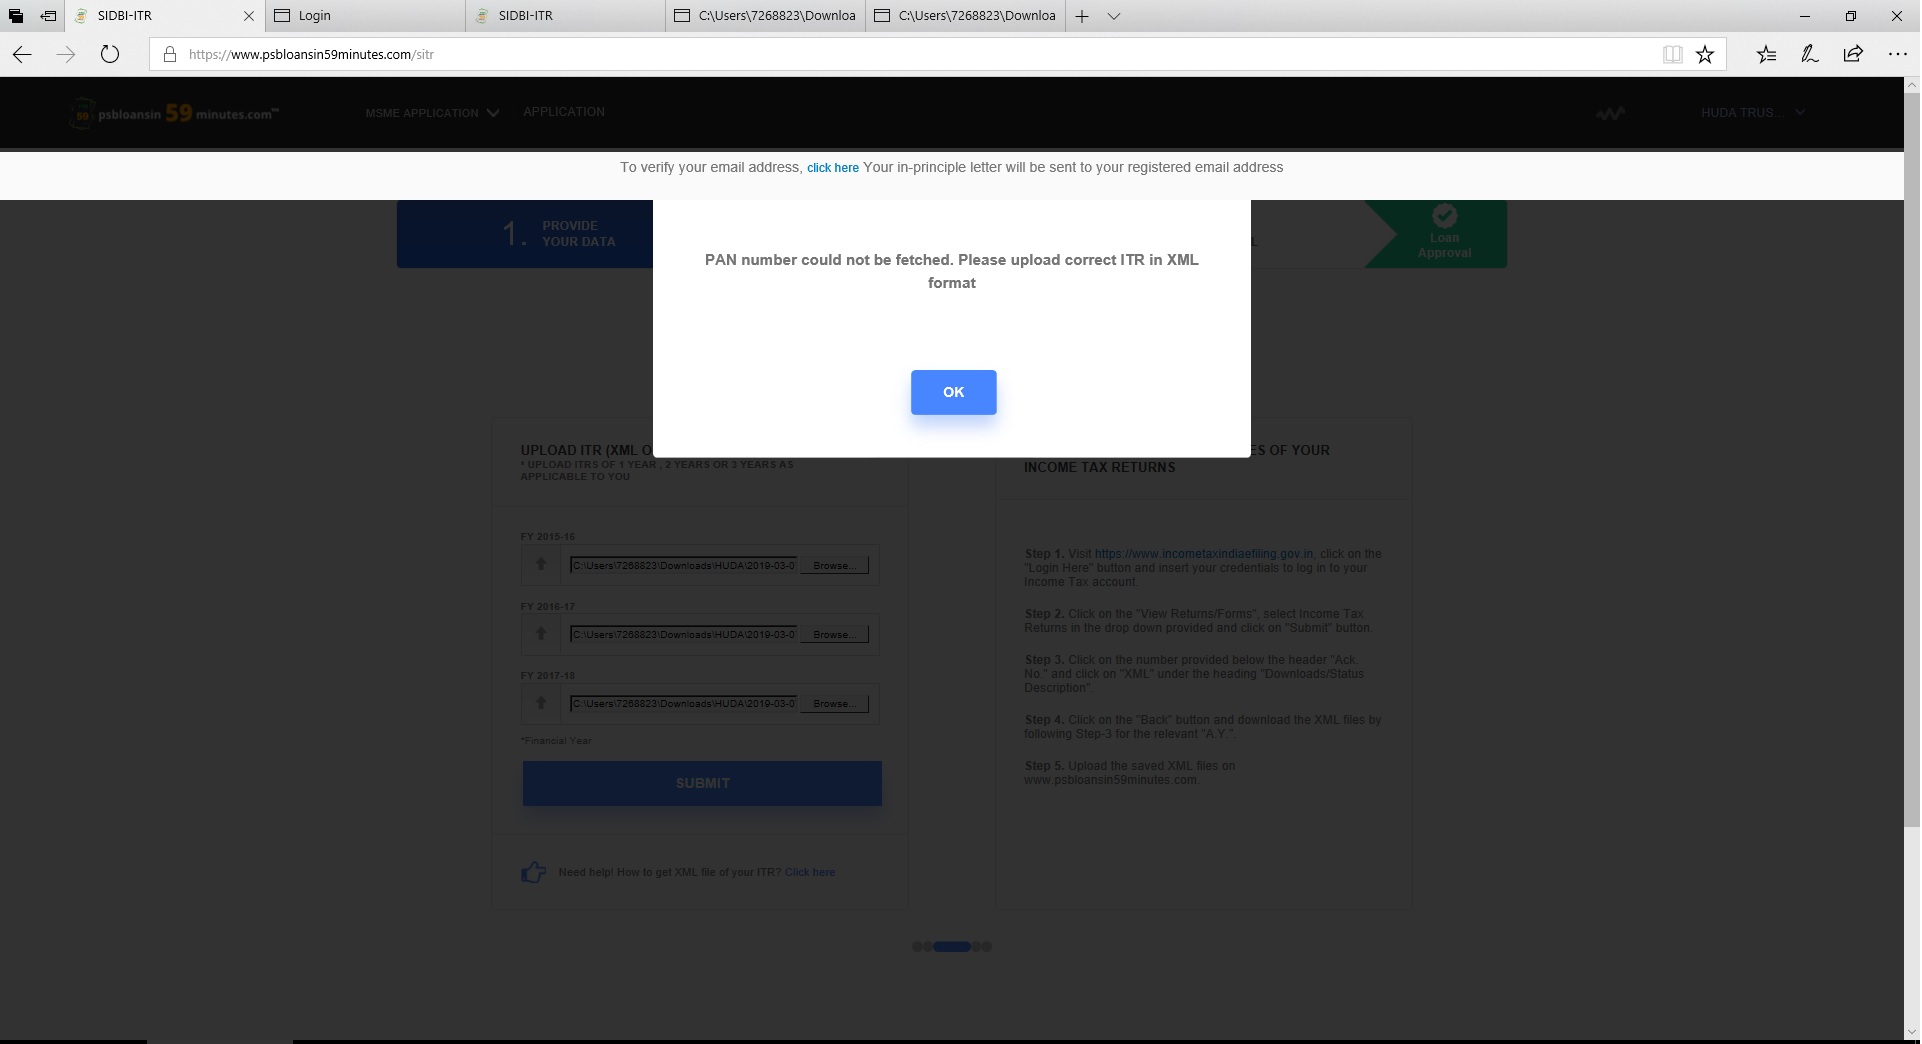 SIDBI-ITR
Login
SIDBI-ITR
C:\Users\7268823\Downloa
C:\Users\7268823\Downloa
https://www.psbloansin59minutes.com/sitr
59 psbloansin 59 minutes.com™
MSME APPLICATION
APPLICATION
HUDA TRUS...
To verify your email address, click here Your in-principle letter will be sent to your registered email address
1. PROVIDE
YOUR DATA
Loan
Approval
PAN number could not be fetched. Please upload correct ITR in XML
format
OK
UPLOAD ITR (XML O
* UPLOAD ITRS OF 1 YEAR , 2 YEARS OR 3 YEARS AS
APPLICABLE TO YOU
FY 2015-16
C:\Users\7268823\Downloads\HUDA\2019-03-0
Browse...
FY 2016-17
C:\Users\7268823\Downloads\HUDA\2019-03-0
Browse...
FY 2017-18
C:\Users\7268823\Downloads\HUDA\2019-03-0
Browse...
*Financial Year
SUBMIT
Need help! How to get XML file of your ITR? Click here
ES OF YOUR
INCOME TAX RETURNS
Step 1. Visit https://www.incometaxindiaefiling.gov.in, click on the
"Login Here" button and insert your credentials to log in to your
Income Tax account.
Step 2. Click on the "View Returns/Forms", select Income Tax
Returns in the drop down provided and click on "Submit" button.
Step 3. Click on the number provided below the header "Ack.
No." and click on "XML" under the heading "Downloads/Status
Description".
Step 4. Click on the "Back" button and download the XML files by
following Step-3 for the relevant "A.Y.".
Step 5. Upload the saved XML files on
www.psbloansin59minutes.com.